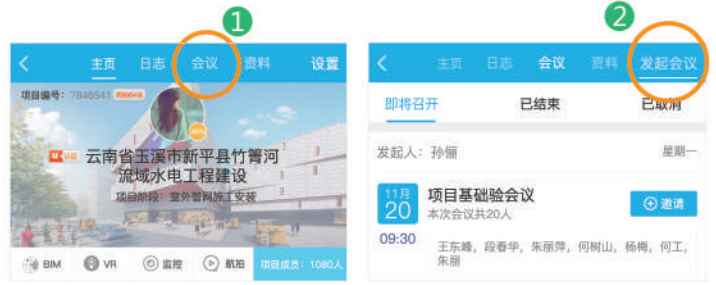 1
2
主页 日志 会议 资料 设置
主页 日志 会议 资料 发起会议
项目编号: 7846541
即将召开 已结束 已取消
云南省玉溪市新平县竹箐河
流域水电工程建设
项目阶段: 室外管网施工安装
发起人: 孙俪 星期一
11月
20
项目基础验会议
本次会议共20人
邀请
09:30
王东峰, 段春华, 朱丽萍, 何树山, 杨梅, 何工,
朱丽
BIM VR 监控 航拍 项目成员: 1080人